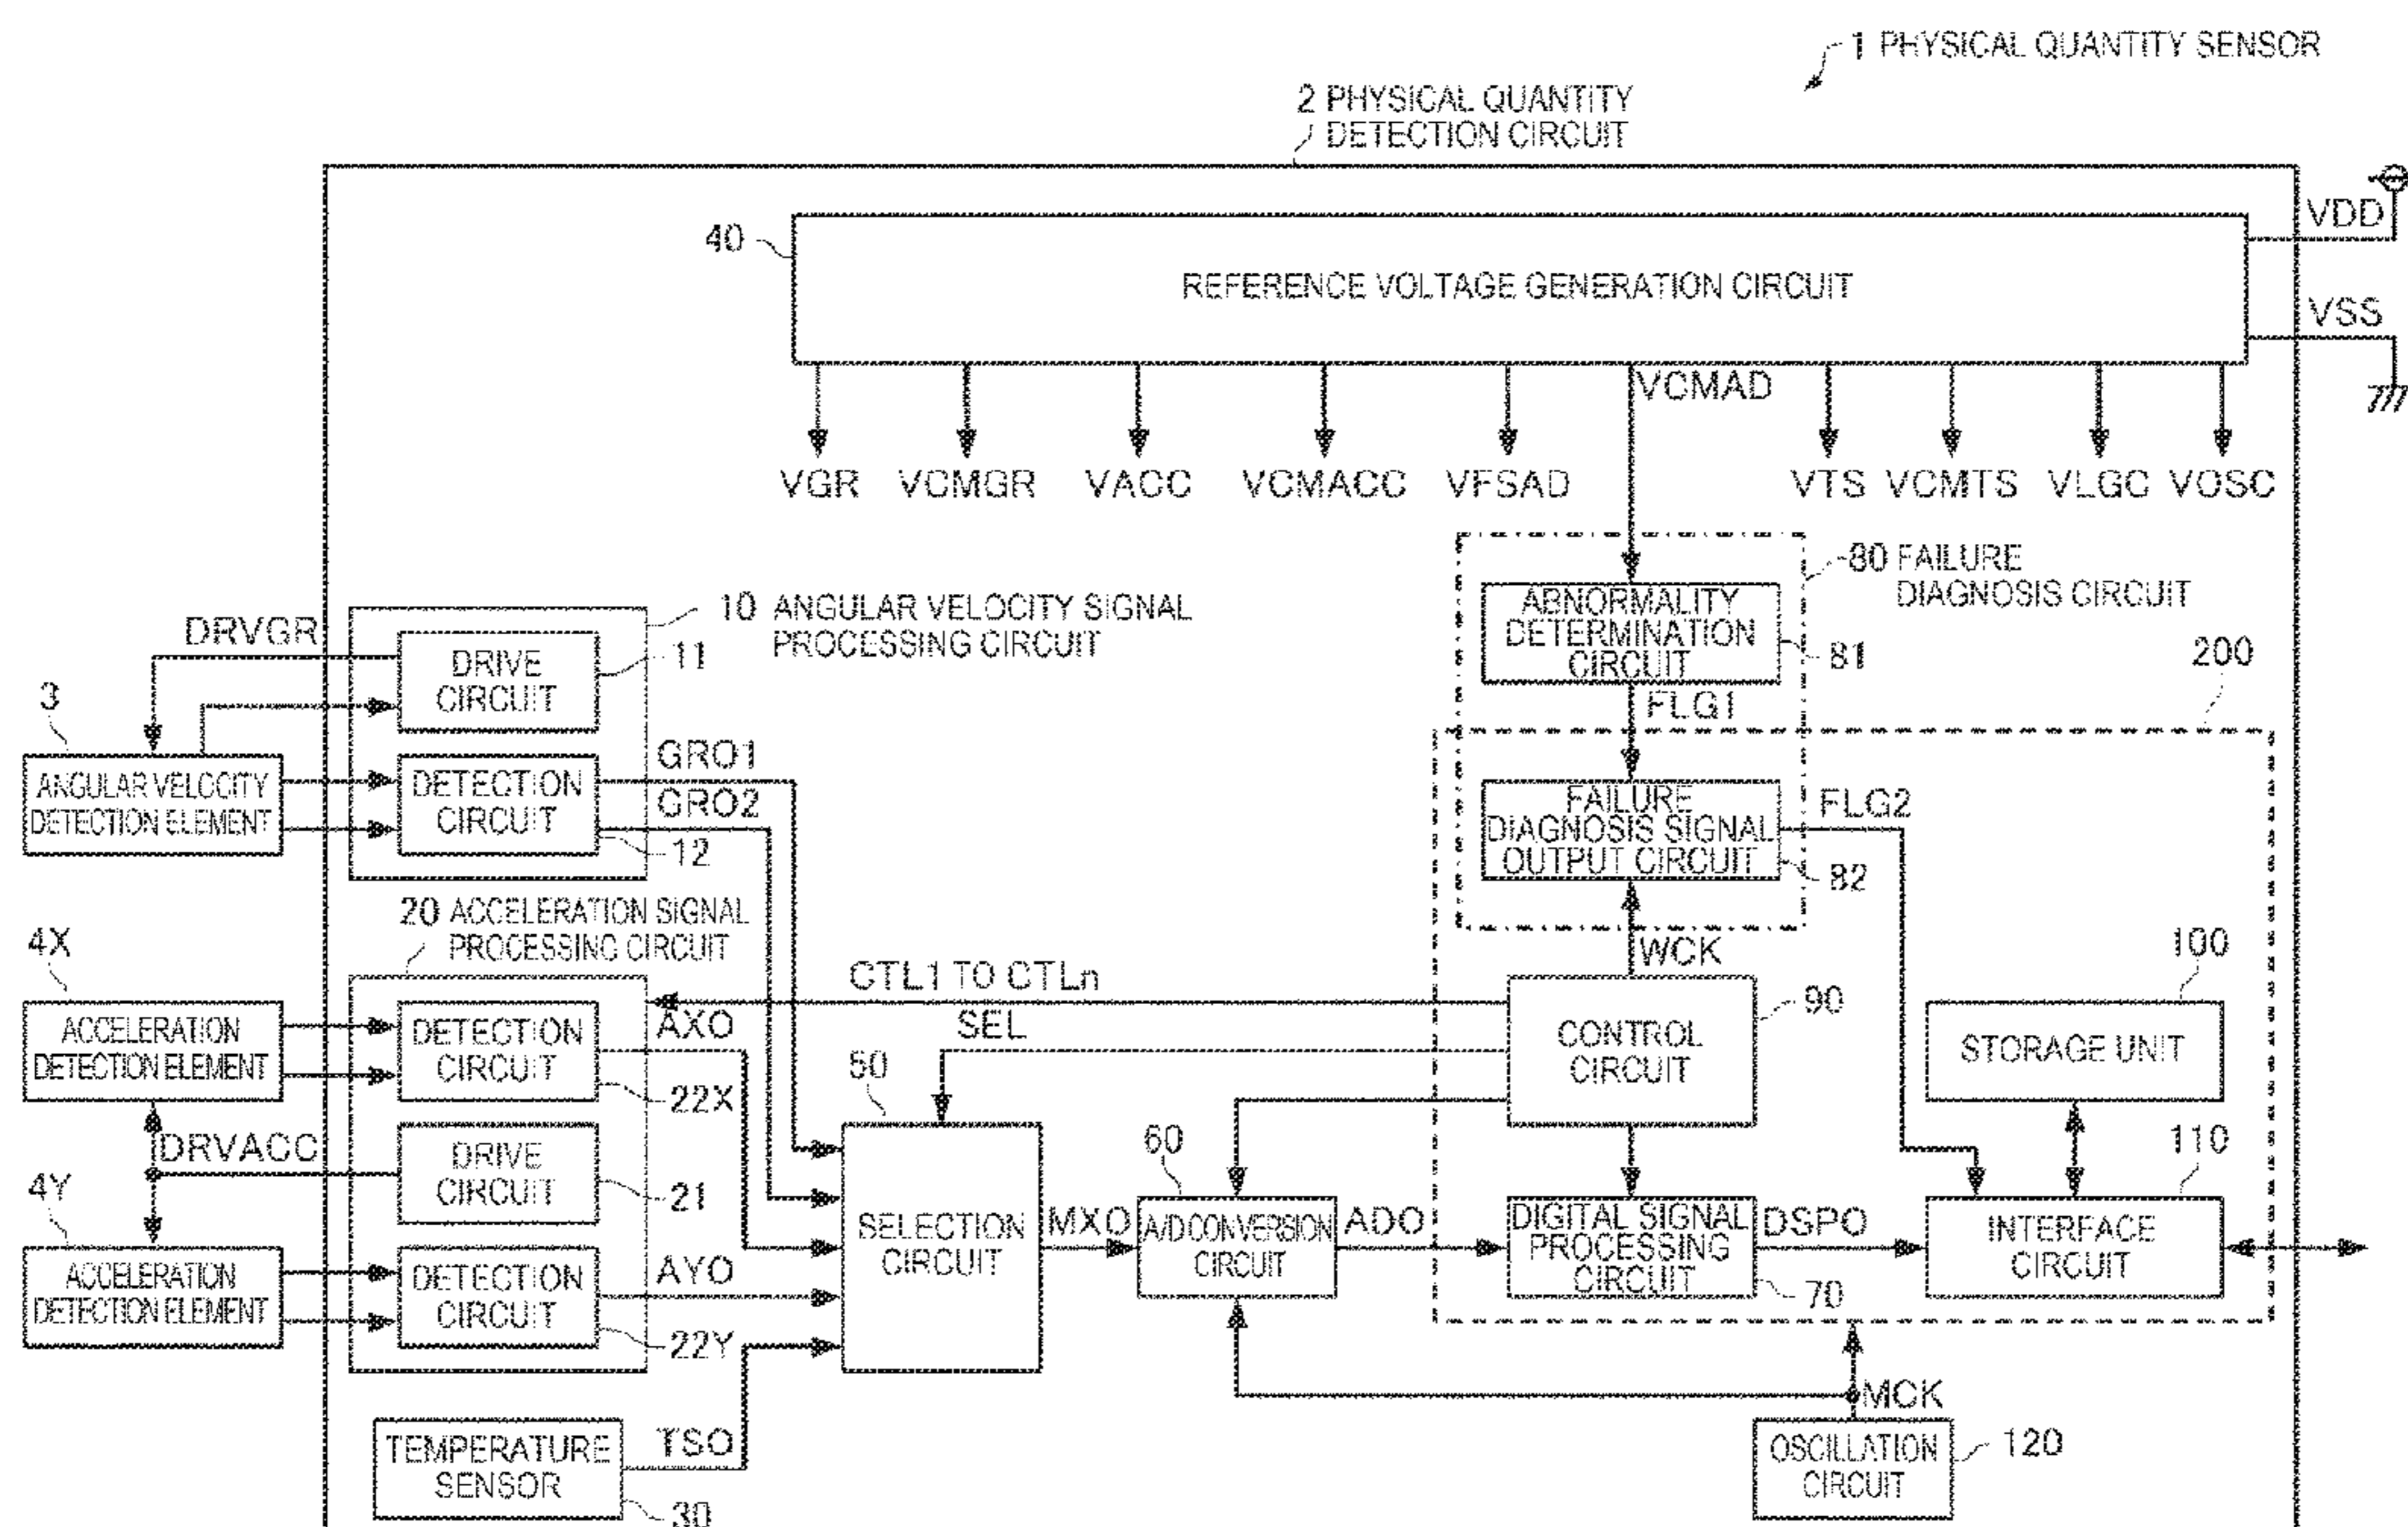 1 PHYSICAL QUANTITY SENSOR
2 PHYSICAL QUANTITY
DETECTION CIRCUIT
VDD
40
REFERENCE VOLTAGE GENERATION CIRCUIT
VSS
VCMAD
VGR VCMGR VACC VCMACC VFSAD VTS VCMTS VLGC VOSC
80 FAILURE
DIAGNOSIS CIRCUIT
ABNORMALITY
DETERMINATION
CIRCUIT
81
10 ANGULAR VELOCITY SIGNAL
PROCESSING CIRCUIT
DRVGR
DRIVE
CIRCUIT
11
200
FLG1
3
ANGULAR VELOCITY
DETECTION ELEMENT
DETECTION
CIRCUIT
12
GRO1
GRO2
FAILURE
DIAGNOSIS SIGNAL
OUTPUT CIRCUIT
82
FLG2
20 ACCELERATION SIGNAL
PROCESSING CIRCUIT
4X
WCK
100
CTL1 TO CTLn
ACCELERATION
DETECTION ELEMENT
DETECTION
CIRCUIT
22X
AXO
SEL
CONTROL
CIRCUIT
90
STORAGE UNIT
50
DRVACC
DRIVE
CIRCUIT
21
60
110
4Y
ACCELERATION
DETECTION ELEMENT
DETECTION
CIRCUIT
22Y
AYO
SELECTION
CIRCUIT
MXO
A/D CONVERSION
CIRCUIT
ADO
DIGITAL SIGNAL
PROCESSING
CIRCUIT
70
DSPO
INTERFACE
CIRCUIT
MCK
TEMPERATURE
SENSOR
TSO
30
OSCILLATION
CIRCUIT
120